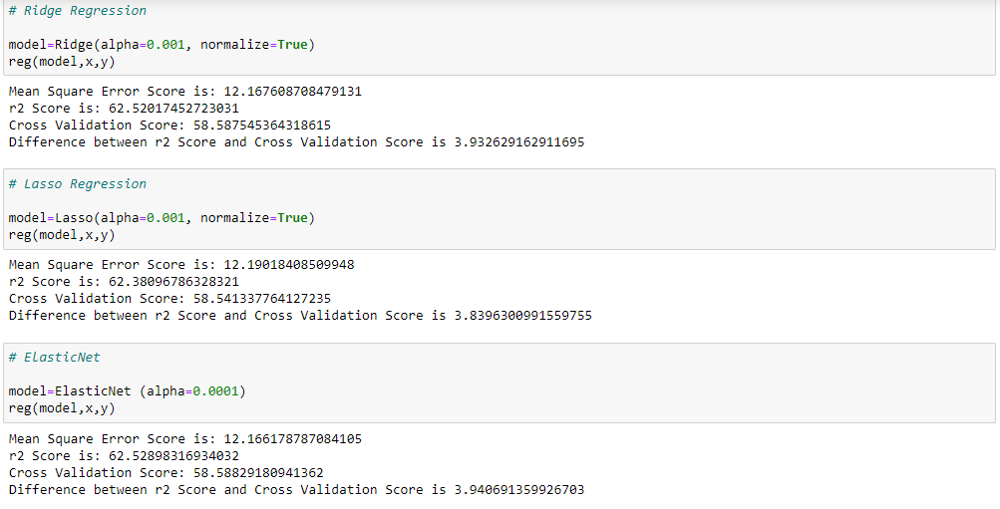 # Ridge Regression
model=Ridge(alpha=0.001, normalize=True)
reg(model,x,y)
Mean Square Error Score is: 12.167608708479131
r2 Score is: 62.52017452723031
Cross Validation Score: 58.587545364318615
Difference between r2 Score and Cross Validation Score is 3.932629162911695
# Lasso Regression
model=Lasso(alpha=0.001, normalize=True)
reg(model,x,y)
Mean Square Error Score is: 12.19018408509948
r2 Score is: 62.38096786328321
Cross Validation Score: 58.541337764127235
Difference between r2 Score and Cross Validation Score is 3.8396300991559755
# ElasticNet
model=ElasticNet (alpha=0.0001)
reg(model,x,y)
Mean Square Error Score is: 12.166178787084105
r2 Score is: 62.52898316934032
Cross Validation Score: 58.58829180941362
Difference between r2 Score and Cross Validation Score is 3.940691359926703